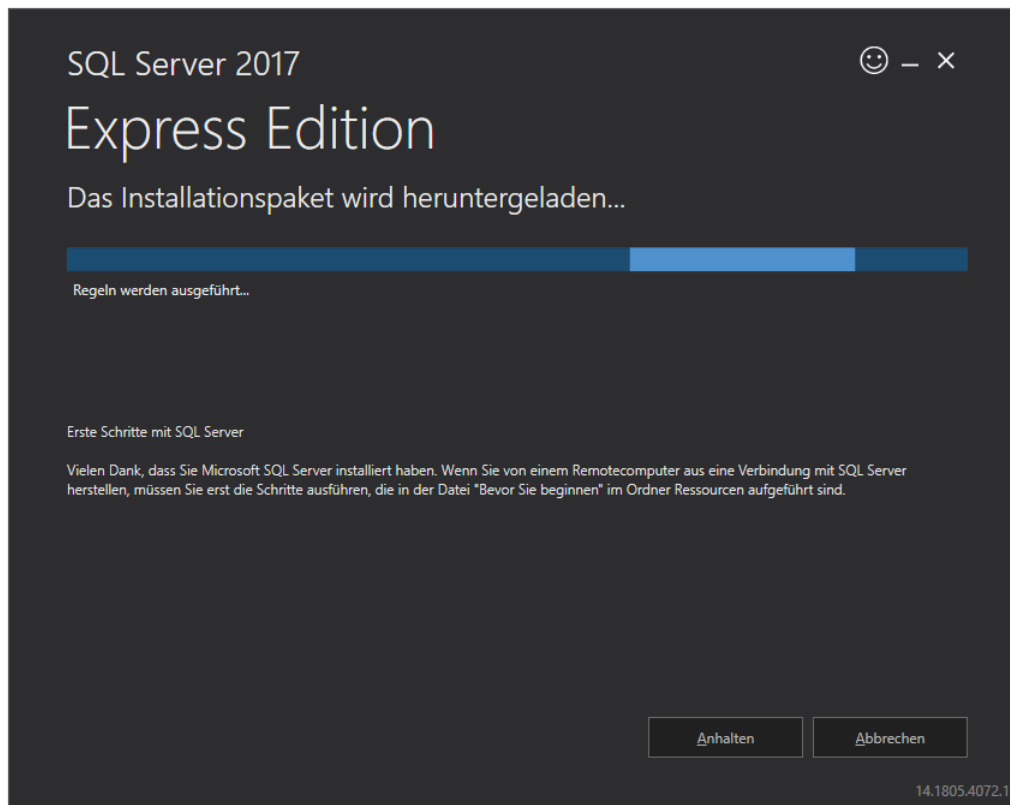 SQL Server 2017
Express Edition
Das Installationspaket wird heruntergeladen...
Regeln werden ausgeführt...
Erste Schritte mit SQL Server
Vielen Dank, dass Sie Microsoft SQL Server installiert haben. Wenn Sie von einem Remotecomputer aus eine Verbindung mit SQL Server
herstellen, müssen Sie erst die Schritte ausführen, die in der Datei "Bevor Sie beginnen" im Ordner Ressourcen aufgeführt sind.
Anhalten
Abbrechen
14.1805.4072.1